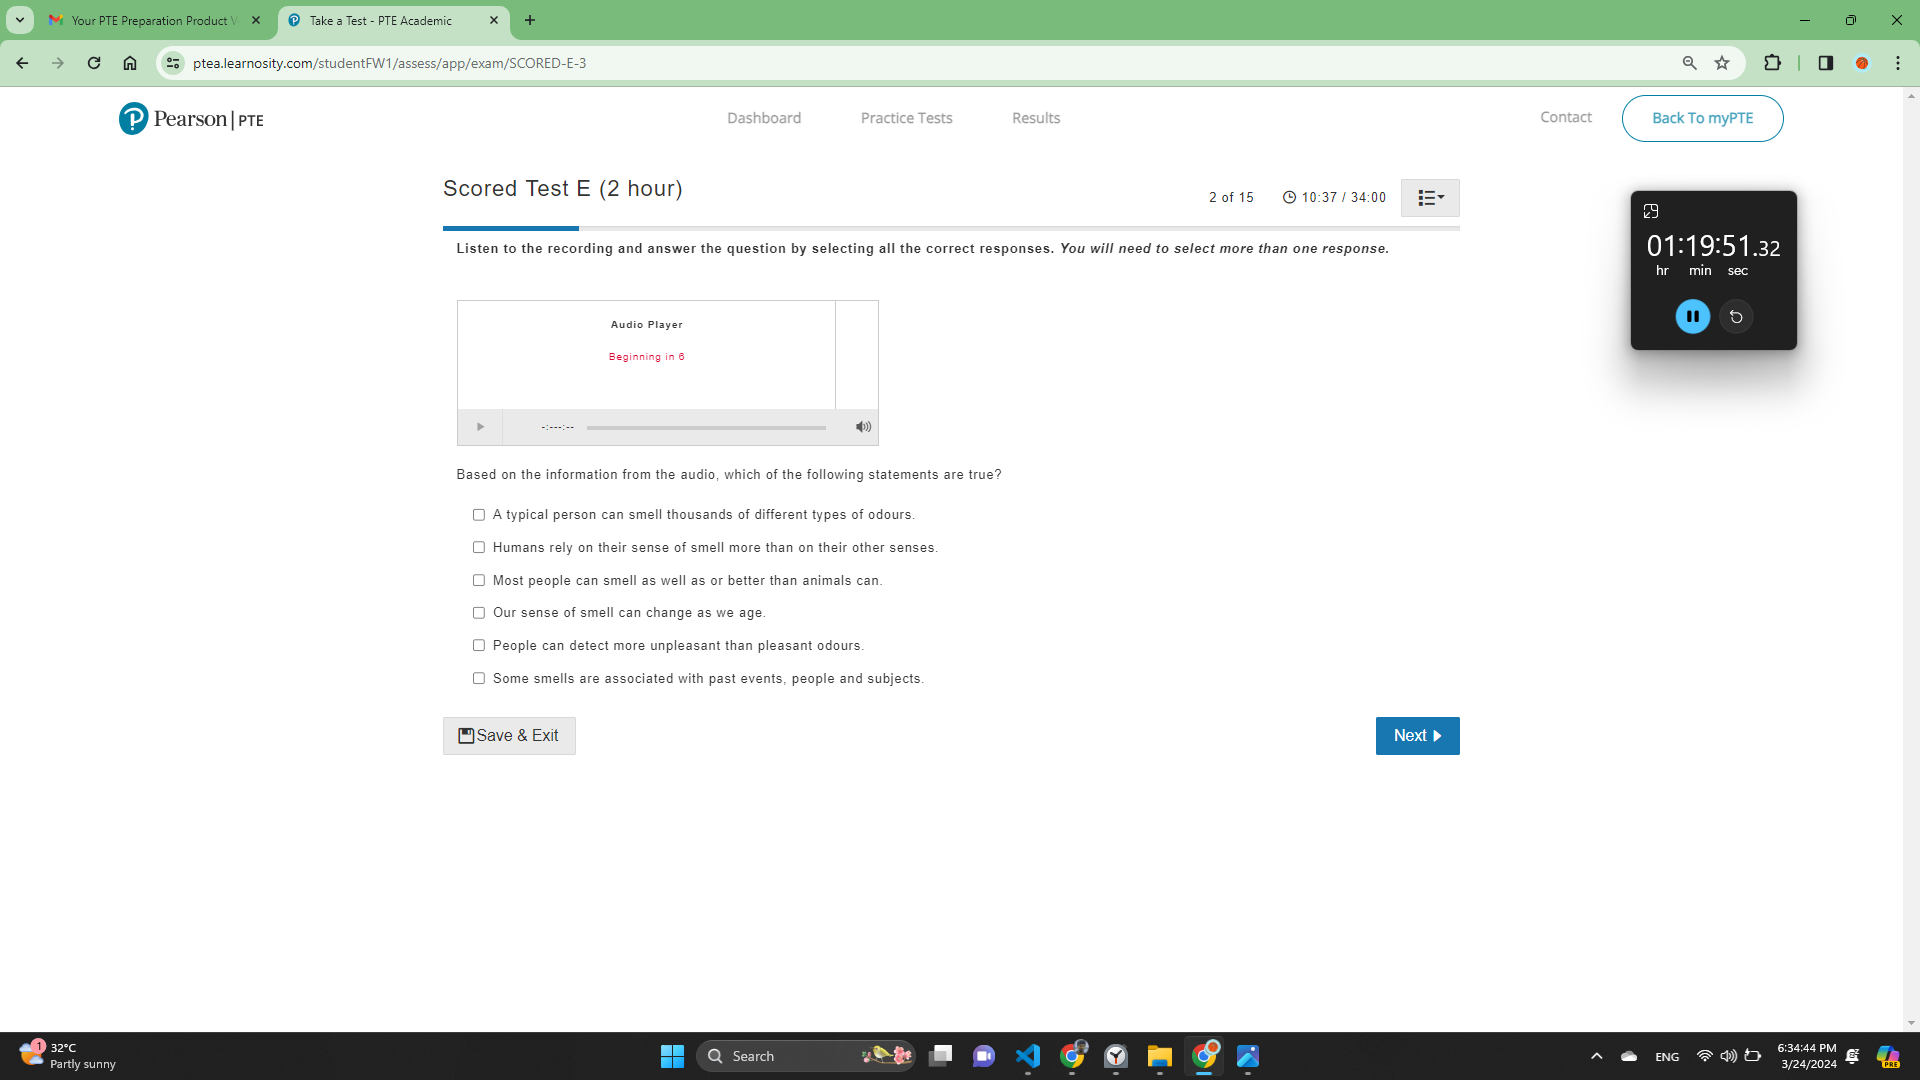 Your PTE Preparation Product V
Take a Test - PTE Academic
ptea.learnosity.com/studentFW1/assess/app/exam/SCORED-E-3
Pearson | PTE
Dashboard
Practice Tests
Results
Contact
Back To myPTE
Scored Test E (2 hour)
2 of 15
10:37 / 34:00
01:19:51.32
hr min sec
Listen to the recording and answer the question by selecting all the correct responses. You will need to select more than one response.
Audio Player
Beginning in 6
-:--:--
Based on the information from the audio, which of the following statements are true?
A typical person can smell thousands of different types of odours.
Humans rely on their sense of smell more than on their other senses.
Most people can smell as well as or better than animals can.
Our sense of smell can change as we age.
People can detect more unpleasant than pleasant odours.
Some smells are associated with past events, people and subjects.
Save & Exit
Next
1
32°C
Partly sunny
Search
ENG
6:34:44 PM
3/24/2024
PRE